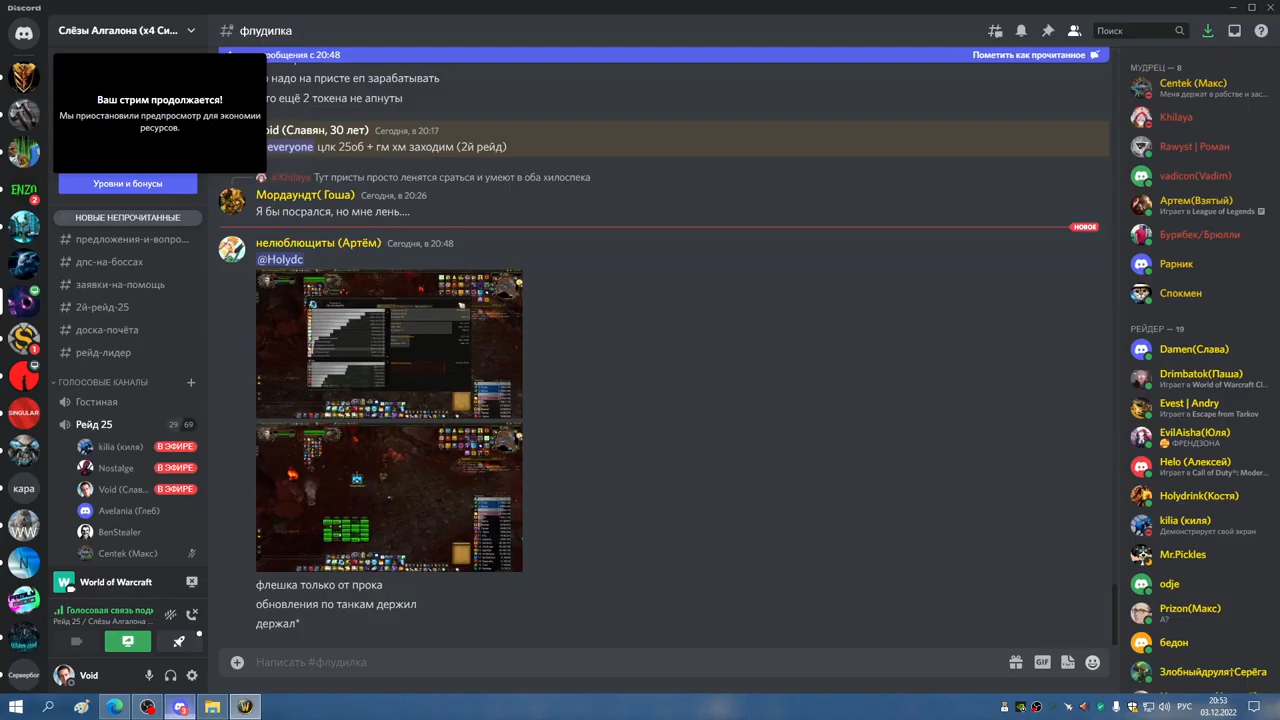 Discord
Слёзы Алгалона (x4 Си...
флудилка
Поиск
ообщения с 20:48
Пометить как прочитанное
Ваш стрим продолжается!
Мы приостановили предпросмотр для экономии
ресурсов.
надо на присте еп зарабатывать
ещё 2 токена не апнуты
oid (Славян, 30 лет) Сегодня, в 20:17
everyone цлк 25об + гм хм заходим (2й рейд)
Khilaya Тут присты просто ленятся сраться и умеют в оба хилоспека
Мордаундт( Гоша) Сегодня, в 20:26
Я бы посрался, но мне лень....
НОВОЕ
нелюблющиты (Артём) Сегодня, в 20:48
@Holydc
флешка только от прока
обновления по танкам держил
держал*
Написать #флудилка
GIF
ENZO
2
1
SINGULAR
кара
Сервербог
Уровни и бонусы
НОВЫЕ НЕПРОЧИТАННЫЕ
предложения-и-вопро...
дпс-на-боссах
заявки-на-помощь
2й-рейд-25
доска-почёта
рейд-лидер
ГОЛОСОВЫЕ КАНАЛЫ
Гостиная
Рейд 25 29 69
kilia (киля) В ЭФИРЕ
Nostalge В ЭФИРЕ
Void (Слав... В ЭФИРЕ
Avelania (Глеб)
BenStealer
Centek (Макс)
World of Warcraft
Голосовая связь подк
Рейд 25 / Слёзы Алгалона
Void
МУДРЕЦ — 8
Centek (Макс)
Меня держат в рабстве и зас...
Khilaya
Rawyst | Роман
vadicon(Vadim)
Артем(Взятый)
Играет в League of Legends
Бурябек/Брюлли
Рарник
Спокмен
РЕЙДЕР — 19
Damen(Слава)
Drimbatok(Паша)
Играет в World of Warcraft Cl...
Evest | Andry
Играет в Escape from Tarkov
EvilAisha(Юля)
ФРЕНДЗОНА
Helo (Алексей)
Играет в Call of Duty®: Moder...
Holydrink(Костя)
kilia (киля)
Демонстрирует свой экран
Mr.Pickles
odje
Prizon(Макс)
A?
бедон
Злобныйдруля†Серёга
РУС
20:53
03.12.2022